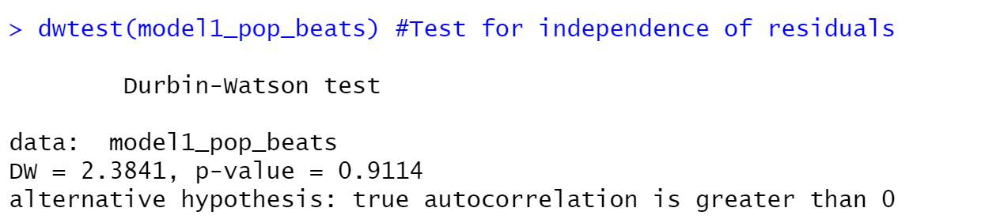 > dwtest(model1_pop_beats) #Test for independence of residuals
Durbin-Watson test
data:  model1_pop_beats
DW = 2.3841, p-value = 0.9114
alternative hypothesis: true autocorrelation is greater than 0